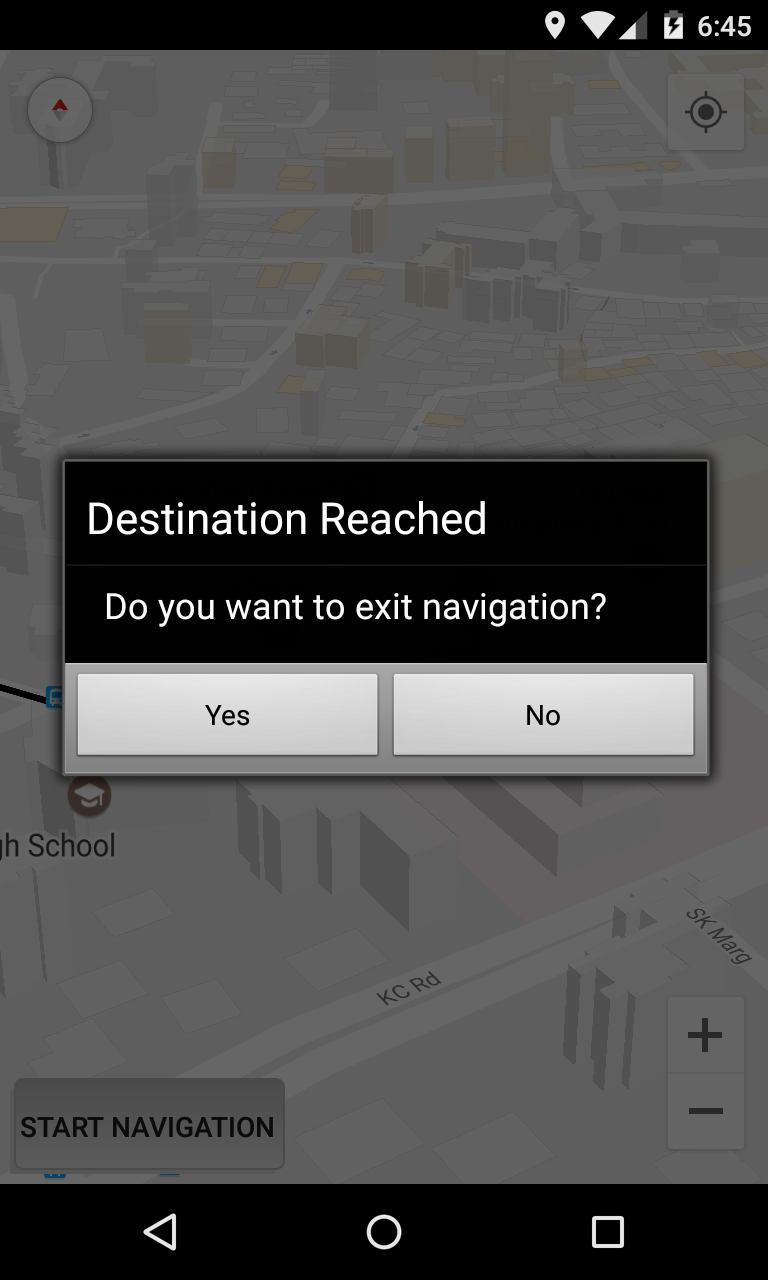 6:45
Destination Reached
Do you want to exit navigation?
Yes
No
gh School
SK Marg
KC Rd
START NAVIGATION